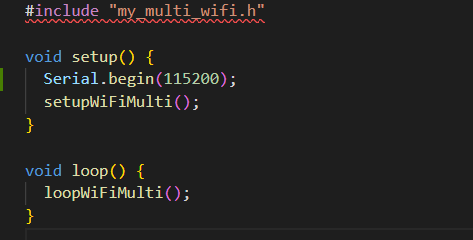 #include "my_multi_wifi.h"
void setup() {
  Serial.begin(115200);
  setupWiFiMulti();
}
void loop() {
  loopWiFiMulti();
}